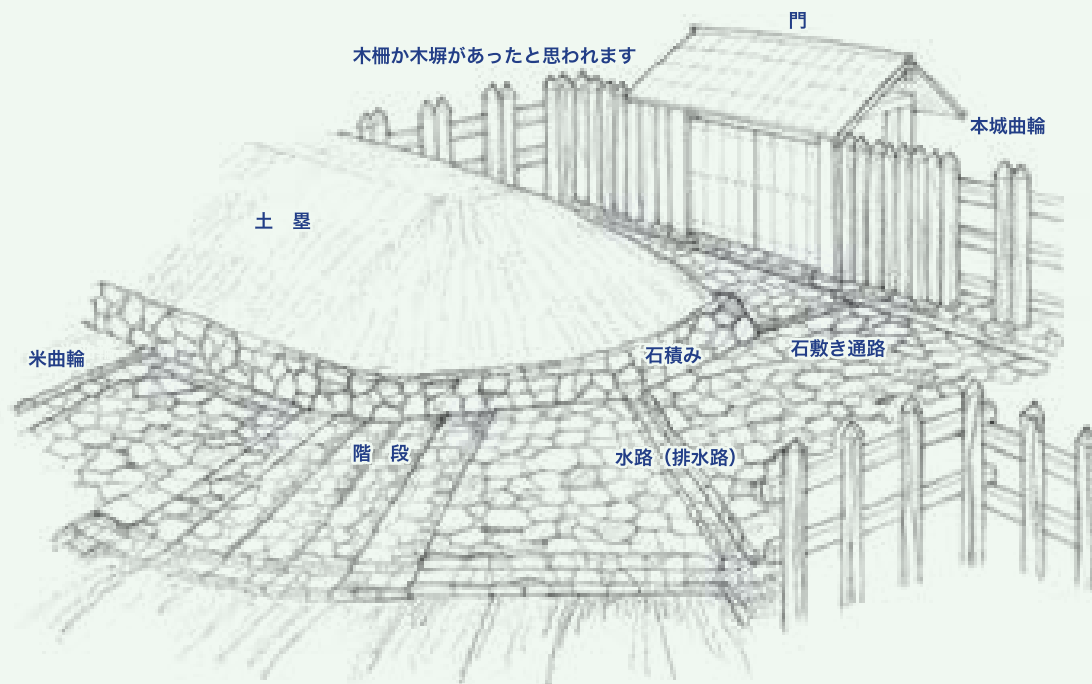 門
木柵か木塀があったと思われます
本城曲輪
土　塁
米曲輪
石積み
石敷き通路
階　段
水路（排水路）